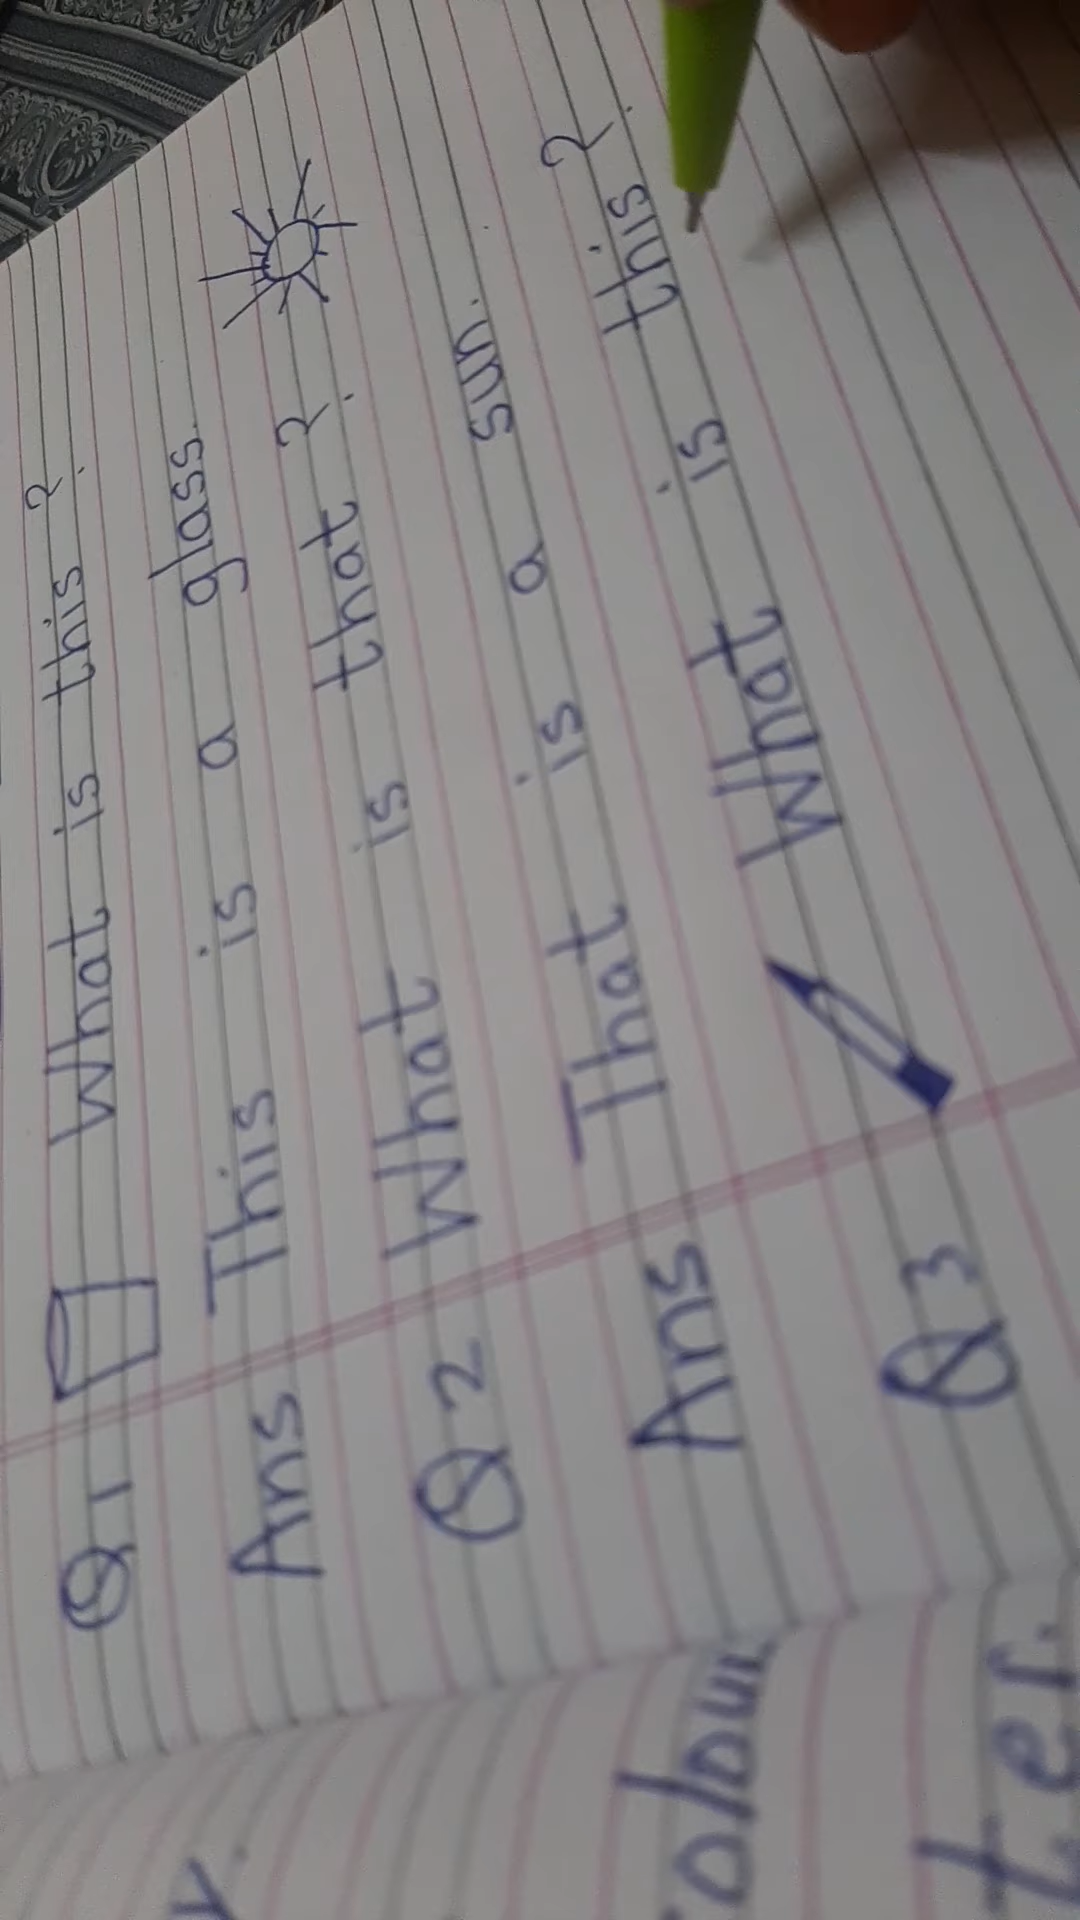 Q1 What is this ?
Ans This is a glass.
Q2 What is that ?
Ans That is a sun.
Q3 What is this ?